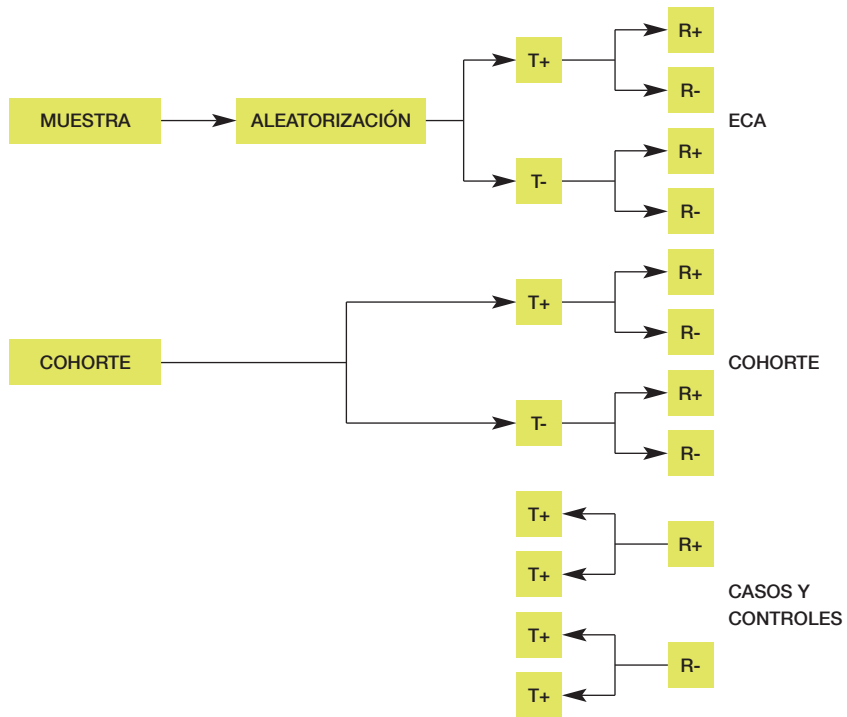 R+
T+
R-
MUESTRA
ALEATORIZACIÓN
ECA
R+
T-
R-
R+
T+
R-
COHORTE
COHORTE
R+
T-
R-
T+
R+
T+
CASOS Y
CONTROLES
T+
R-
T+